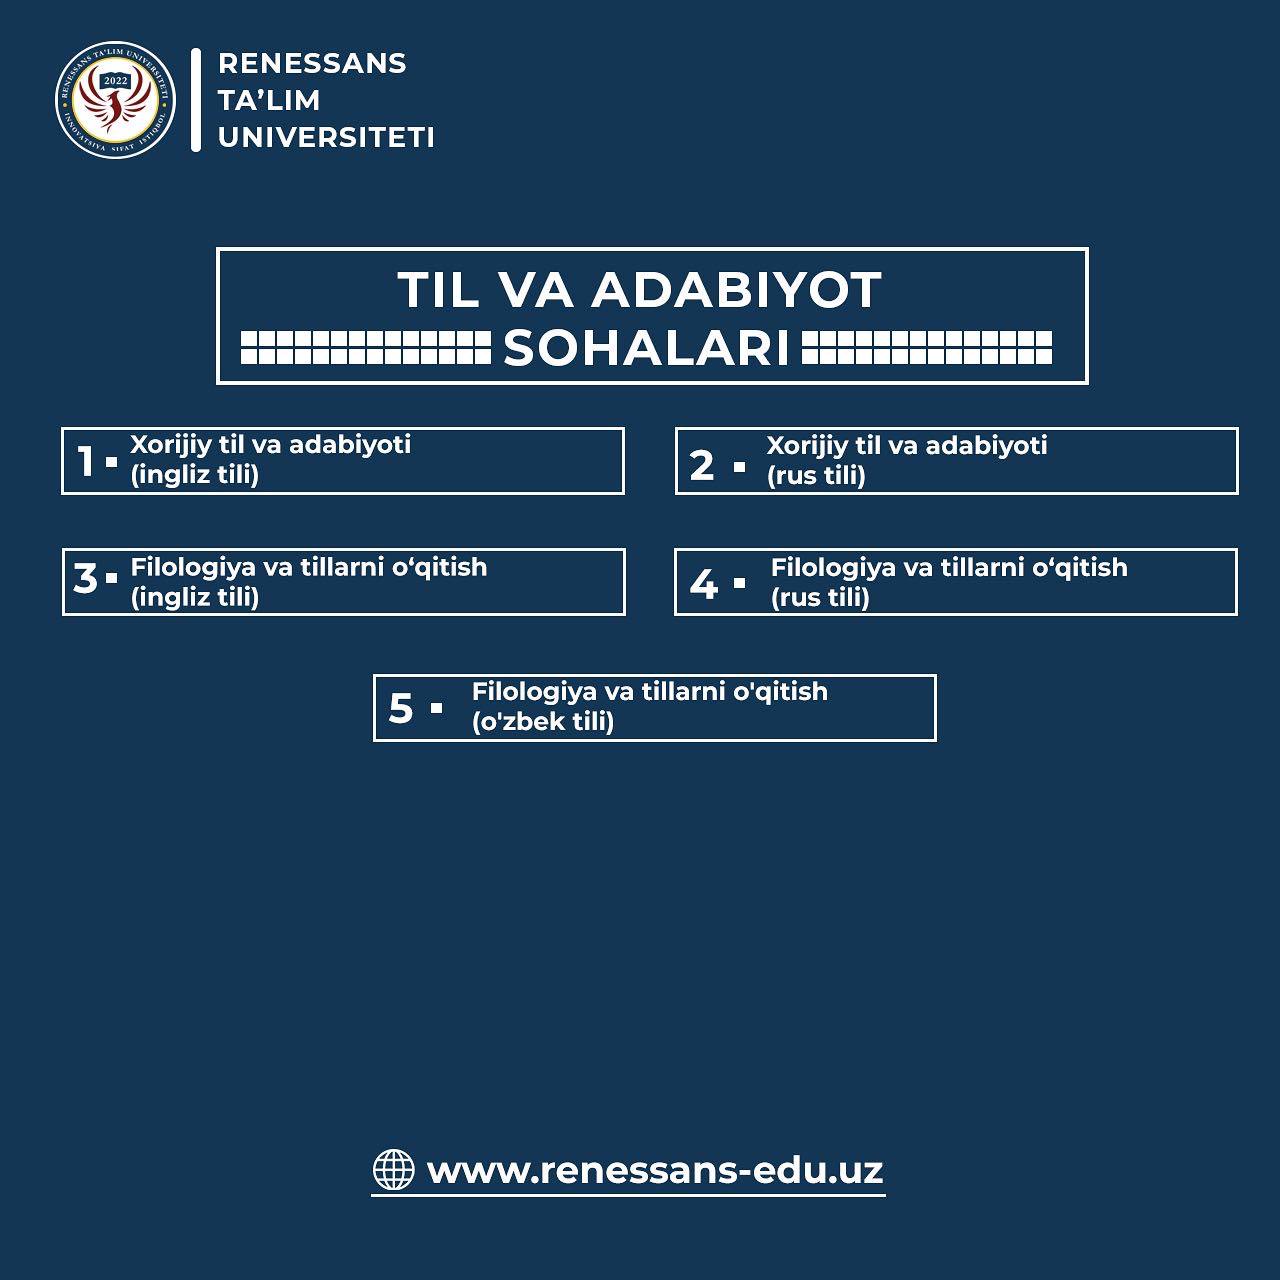 RENESSANS TA'LIM UNIVERSITETI
2022
INNOVATSIYA SIFAT ISTIQBOL
RENESSANS
TA’LIM
UNIVERSITETI
TIL VA ADABIYOT
SOHALARI
1 Xorijiy til va adabiyoti
(ingliz tili)
2 Xorijiy til va adabiyoti
(rus tili)
3 Filologiya va tillarni o‘qitish
(ingliz tili)
4 Filologiya va tillarni o‘qitish
(rus tili)
5 Filologiya va tillarni o'qitish
(o'zbek tili)
www.renessans-edu.uz